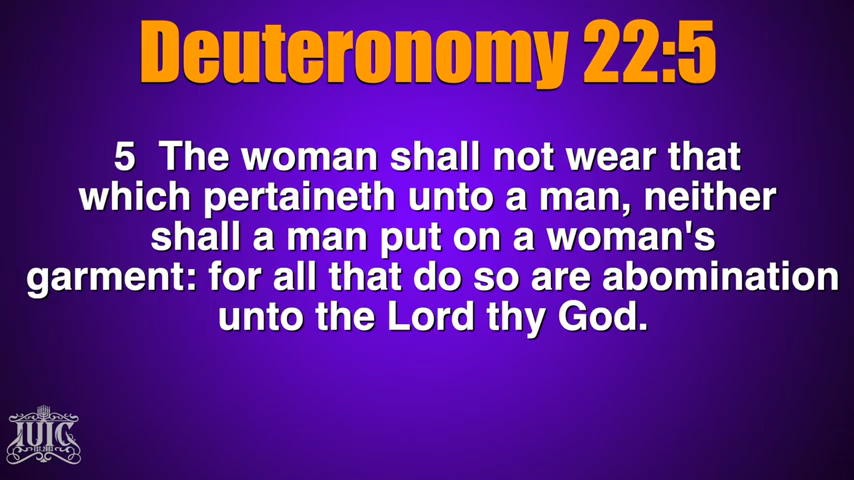 Deuteronomy 22:5
5 The woman shall not wear that
which pertaineth unto a man, neither
shall a man put on a woman's
garment: for all that do so are abomination
unto the Lord thy God.
IUIC